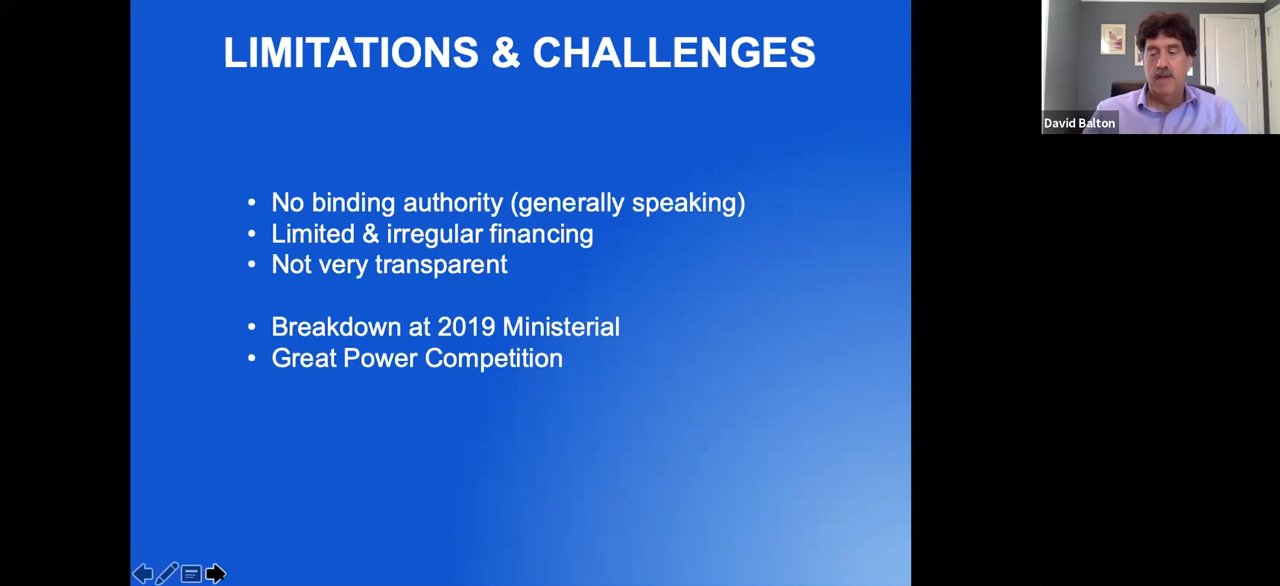 LIMITATIONS & CHALLENGES
David Balton
• No binding authority (generally speaking)
• Limited & irregular financing
• Not very transparent
• Breakdown at 2019 Ministerial
• Great Power Competition